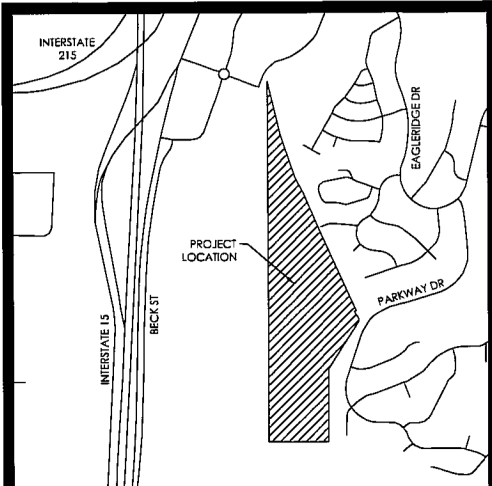 INTERSTATE
215
EAGLERIDGE DR
PROJECT
LOCATION
PARKWAY DR
BECK ST
INTERSTATE 15